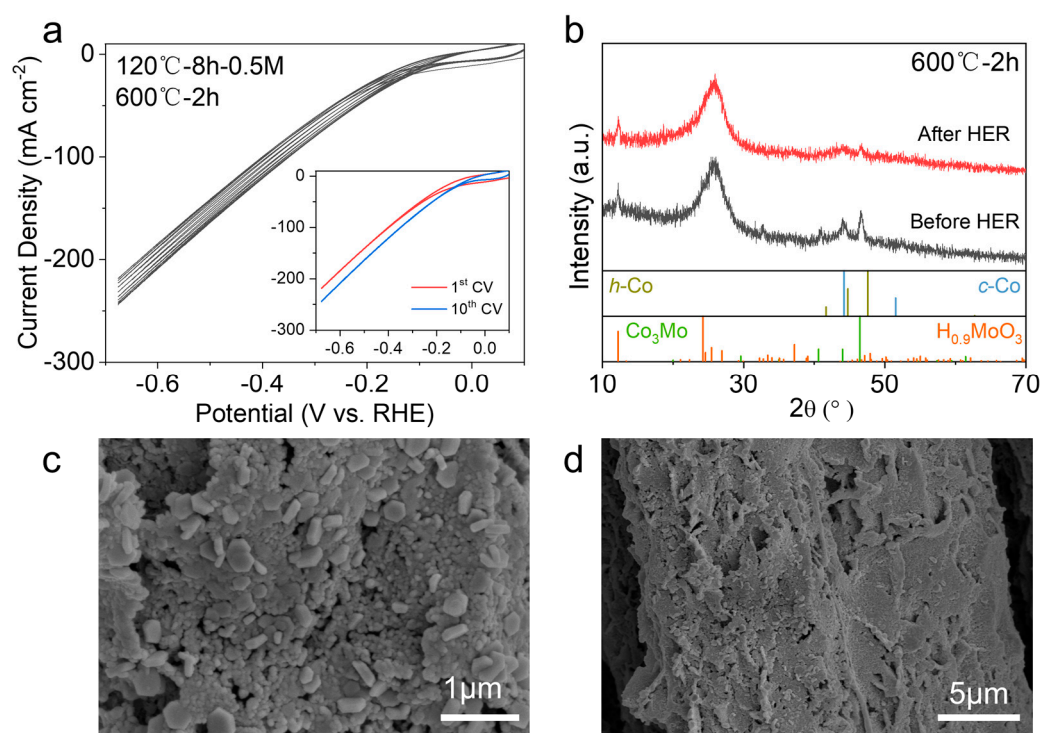 a
120℃-8h-0.5M
600℃-2h
Current Density (mA cm-2)
0
-100
-200
-300
-0.6
-0.4
-0.2
0.0
Potential (V vs. RHE)
0
-100
-200
-300
-0.6
-0.4
-0.2
0.0
1st CV
10th CV
b
600℃-2h
Intensity (a.u.)
After HER
Before HER
h-Co
c-Co
Co3Mo
H0.9MoO3
10
30
50
70
2θ (°)
c
1μm
d
5μm